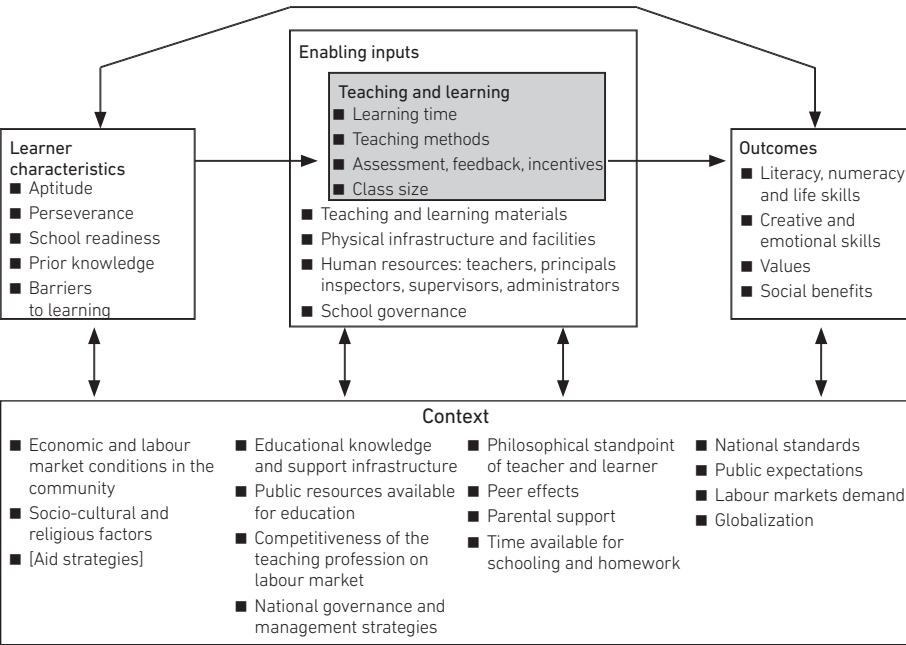 Enabling inputs
Teaching and learning
■ Learning time
■ Teaching methods
■ Assessment, feedback, incentives
■ Class size
■ Teaching and learning materials
■ Physical infrastructure and facilities
■ Human resources: teachers, principals
inspectors, supervisors, administrators
■ School governance
Learner
characteristics
■ Aptitude
■ Perseverance
■ School readiness
■ Prior knowledge
■ Barriers
to learning
Outcomes
■ Literacy, numeracy
and life skills
■ Creative and
emotional skills
■ Values
■ Social benefits
Context
■ Economic and labour
market conditions in the
community
■ Socio-cultural and
religious factors
■ [Aid strategies]
■ Educational knowledge
and support infrastructure
■ Public resources available
for education
■ Competitiveness of the
teaching profession on
labour market
■ National governance and
management strategies
■ Philosophical standpoint
of teacher and learner
■ Peer effects
■ Parental support
■ Time available for
schooling and homework
■ National standards
■ Public expectations
■ Labour markets demand
■ Globalization